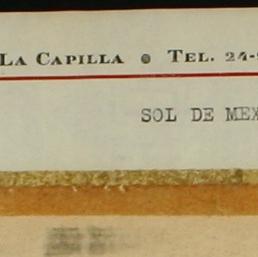 La Capilla • Tel. 24-
SOL DE MEX